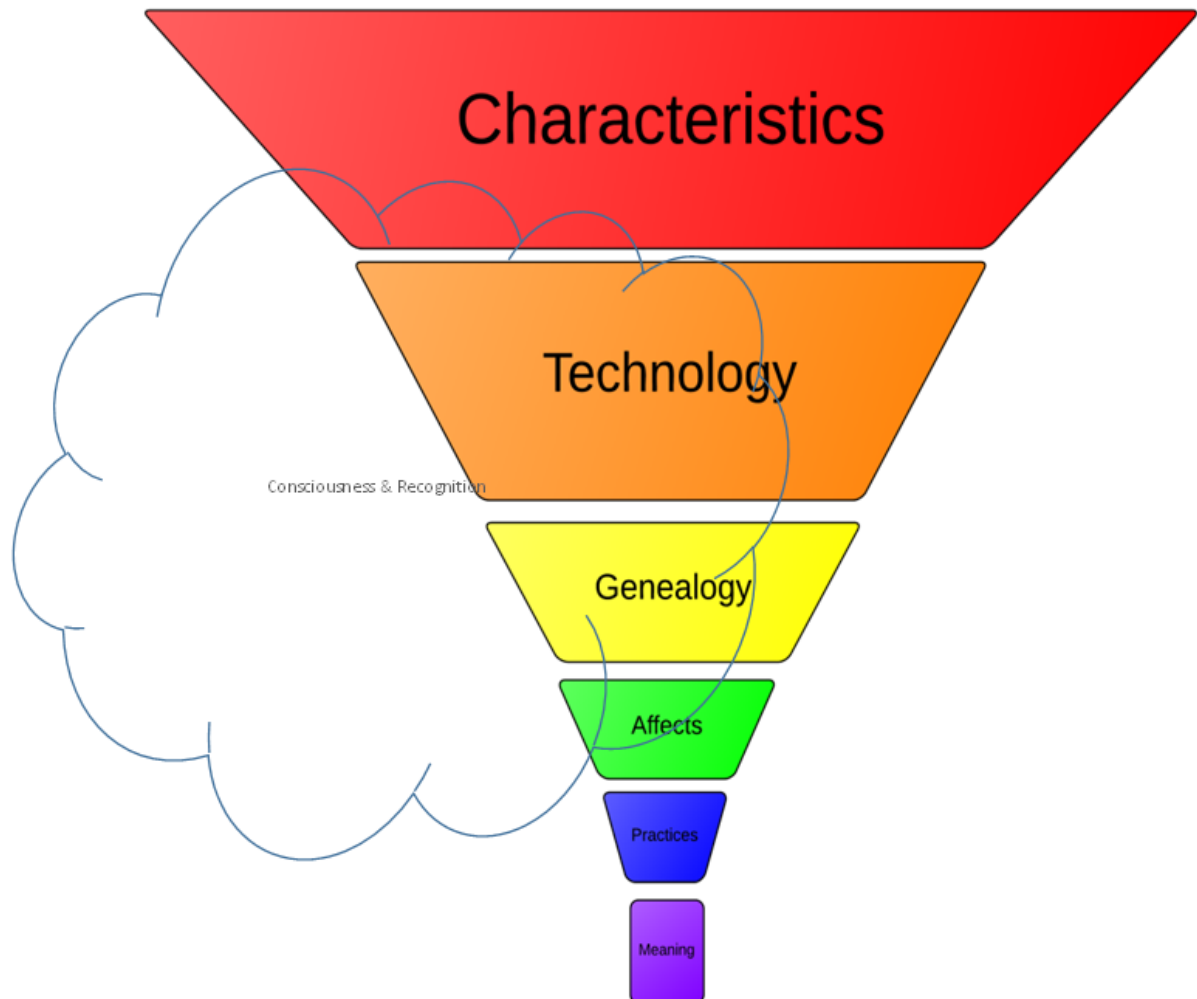 Characteristics
Technology
Consciousness & Recognition
Genealogy
Affects
Practices
Meaning